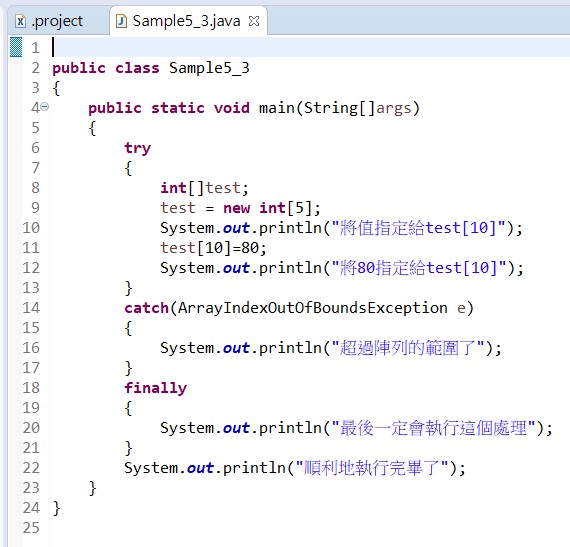 .project Sample5_3.java
1
2 public class Sample5_3
3 {
4 public static void main(String[]args)
5 {
6 try
7 {
8 int[]test;
9 test = new int[5];
10 System.out.println("將值指定給test[10]");
11 test[10]=80;
12 System.out.println("將80指定給test[10]");
13 }
14 catch(ArrayIndexOutOfBoundsException e)
15 {
16 System.out.println("超過陣列的範圍了");
17 }
18 finally
19 {
20 System.out.println("最後一定會執行這個處理");
21 }
22 System.out.println("順利地執行完畢了");
23 }
24 }
25